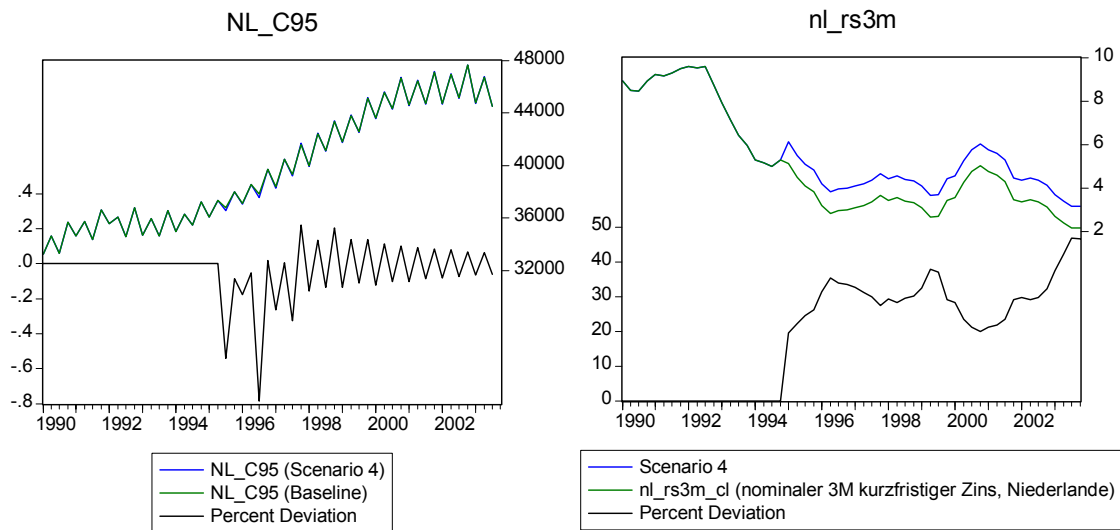 NL_C95
48000
44000
40000
36000
32000
.4
.2
.0
-.2
-.4
-.6
-.8
1990 1992 1994 1996 1998 2000 2002
NL_C95 (Scenario 4)
NL_C95 (Baseline)
Percent Deviation
nl_rs3m
10
8
6
4
2
50
40
30
20
10
0
1990 1992 1994 1996 1998 2000 2002
Scenario 4
nl_rs3m_cl (nominaler 3M kurzfristiger Zins, Niederlande)
Percent Deviation